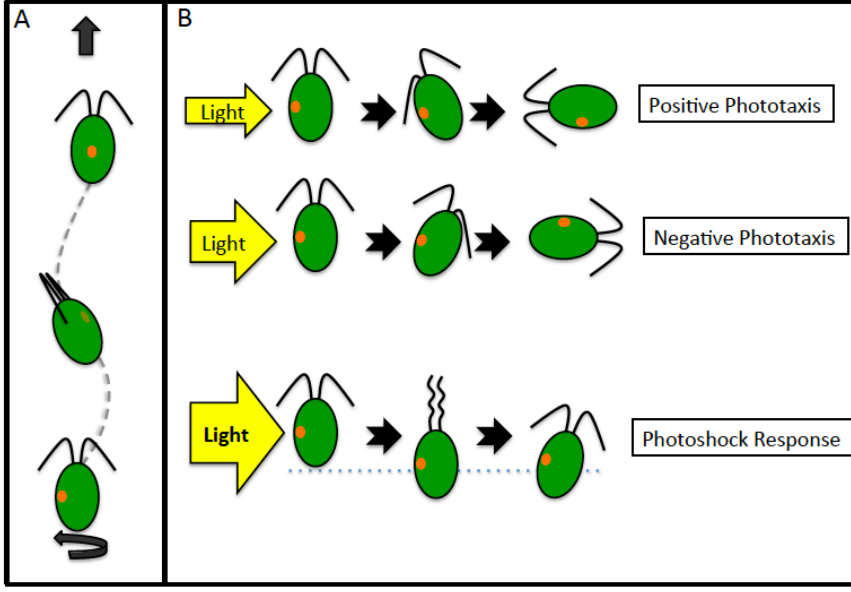 A
B
Light
Positive Phototaxis
Light
Negative Phototaxis
Light
Photoshock Response